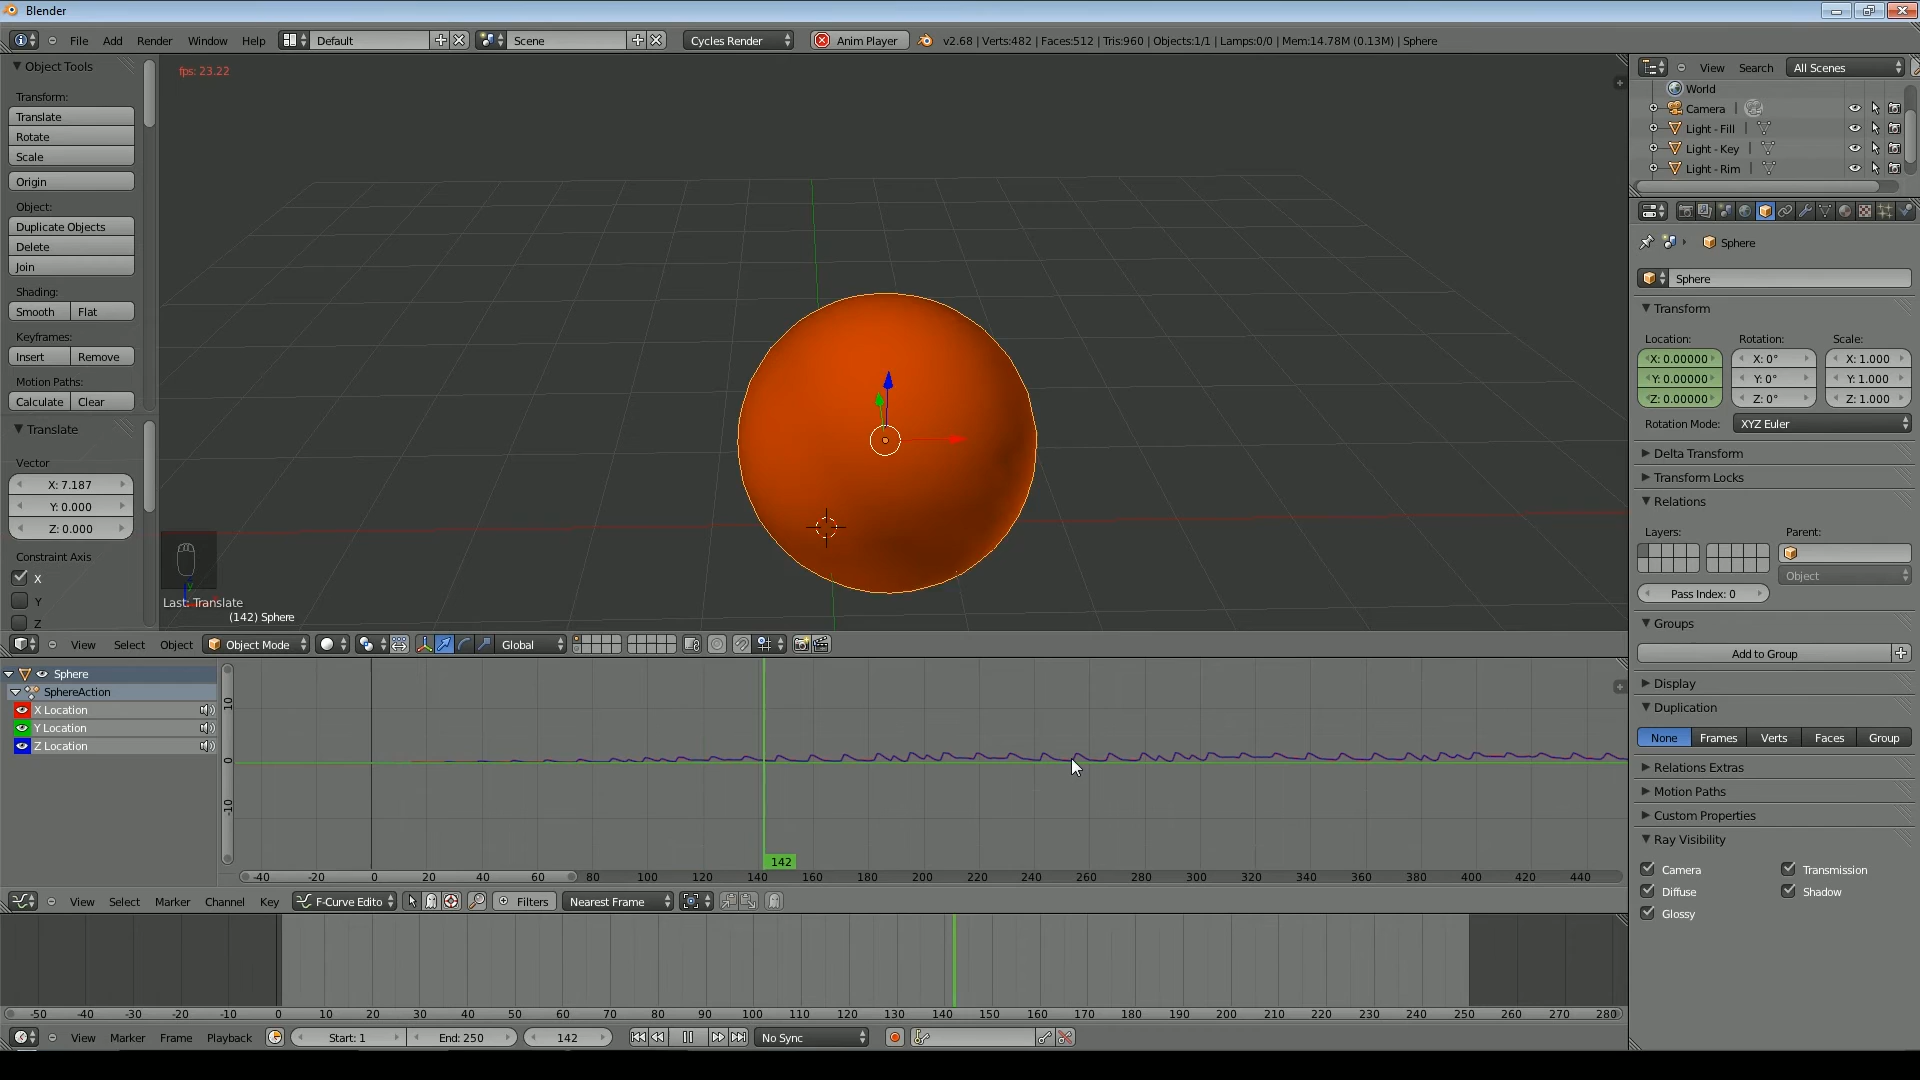 Blender
File Add Render Window Help Default Scene Cycles Render Anim Player v2.68 | Verts:482 | Faces:512 | Tris:960 | Objects:1/1 | Lamps:0/0 | Mem:14.78M (0.13M) | Sphere
Object Tools
Transform:
Translate
Rotate
Scale
Origin
Object:
Duplicate Objects
Delete
Join
Shading:
Smooth Flat
Keyframes:
Insert Remove
Motion Paths:
Calculate Clear
Translate
Vector
X: 7.187
Y: 0.000
Z: 0.000
Constraint Axis
X
Y
Z
fps: 23.22
Last: Translate
(142) Sphere
View Select Object Object Mode Global
Sphere
SphereAction
X Location
Y Location
Z Location
10
0
-10
142
-40 -20 0 20 40 60 80 100 120 140 160 180 200 220 240 260 280 300 320 340 360 380 400 420 440
View Select Marker Channel Key F-Curve Edito Filters Nearest Frame
-50 -40 -30 -20 -10 0 10 20 30 40 50 60 70 80 90 100 110 120 130 140 150 160 170 180 190 200 210 220 230 240 250 260 270 280
View Marker Frame Playback Start: 1 End: 250 142 No Sync
View Search All Scenes
World
Camera
Light - Fill
Light - Key
Light - Rim
Sphere
Sphere
Transform
Location: Rotation: Scale:
X: 0.00000 X: 0° X: 1.000
Y: 0.00000 Y: 0° Y: 1.000
Z: 0.00000 Z: 0° Z: 1.000
Rotation Mode: XYZ Euler
Delta Transform
Transform Locks
Relations
Layers: Parent:
Object
Pass Index: 0
Groups
Add to Group
Display
Duplication
None Frames Verts Faces Group
Relations Extras
Motion Paths
Custom Properties
Ray Visibility
Camera Transmission
Diffuse Shadow
Glossy